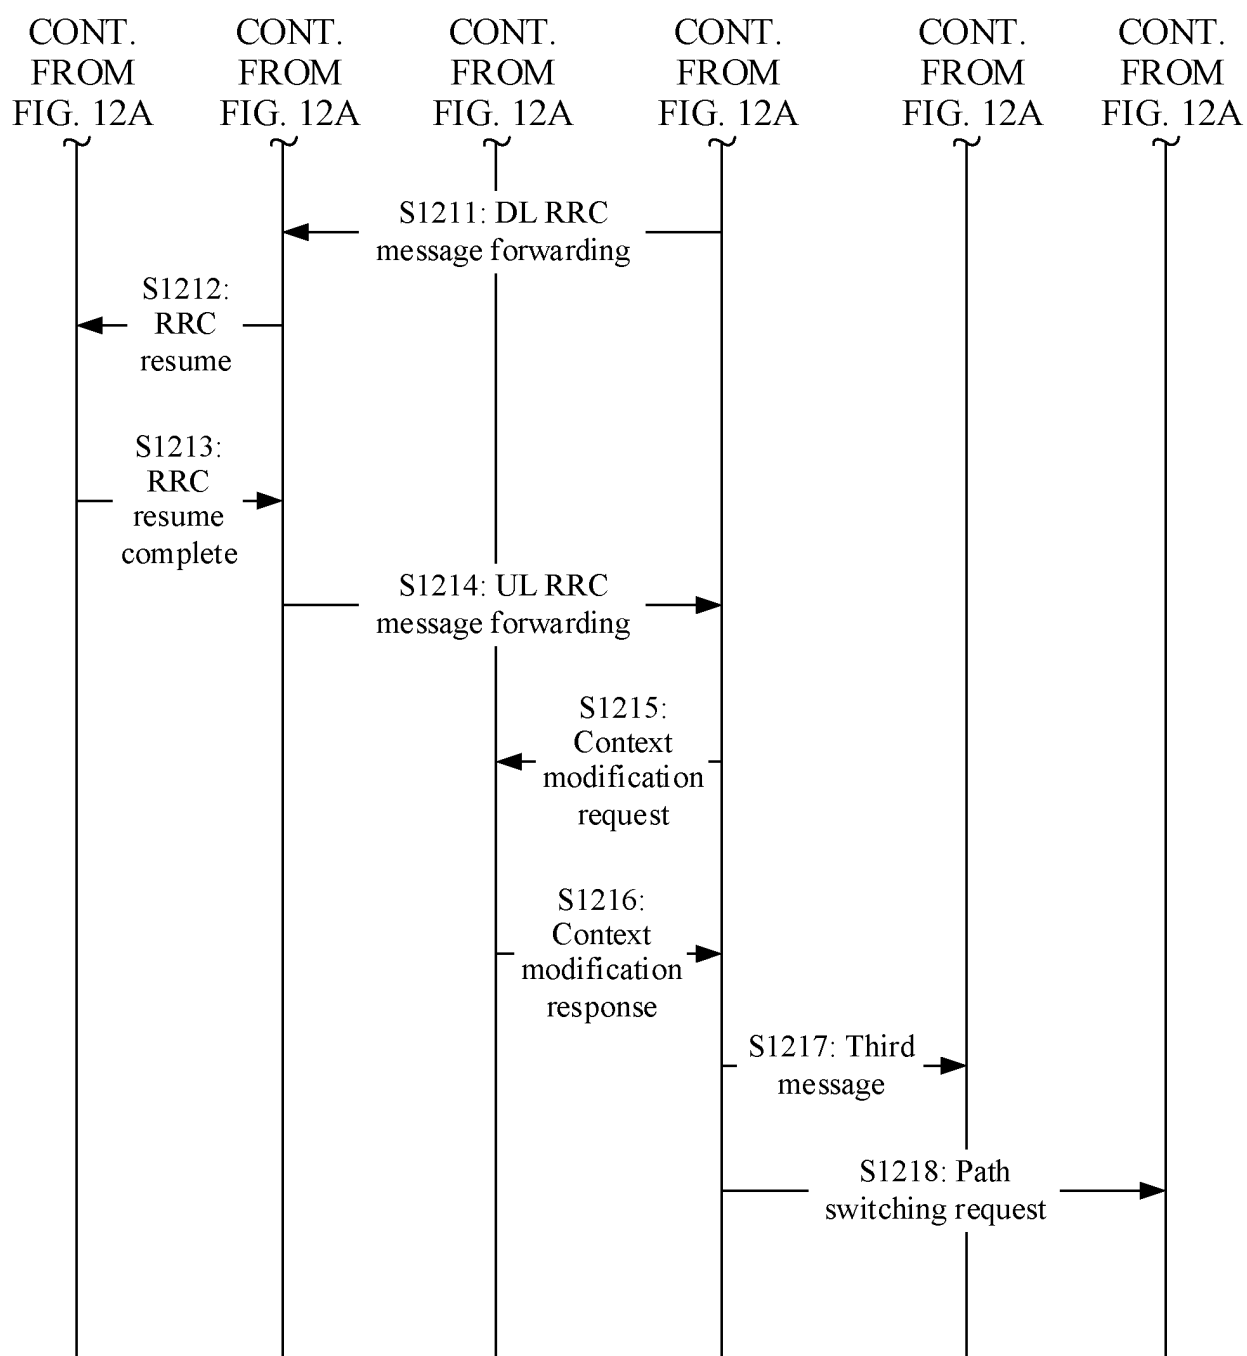 CONT.
FROM
FIG. 12A
CONT.
FROM
FIG. 12A
CONT.
FROM
FIG. 12A
CONT.
FROM
FIG. 12A
CONT.
FROM
FIG. 12A
CONT.
FROM
FIG. 12A
S1211: DL RRC
message forwarding
S1212:
RRC
resume
S1213:
RRC
resume
complete
S1214: UL RRC
message forwarding
S1215:
Context
modification
request
S1216:
Context
modification
response
S1217: Third
message
S1218: Path
switching request